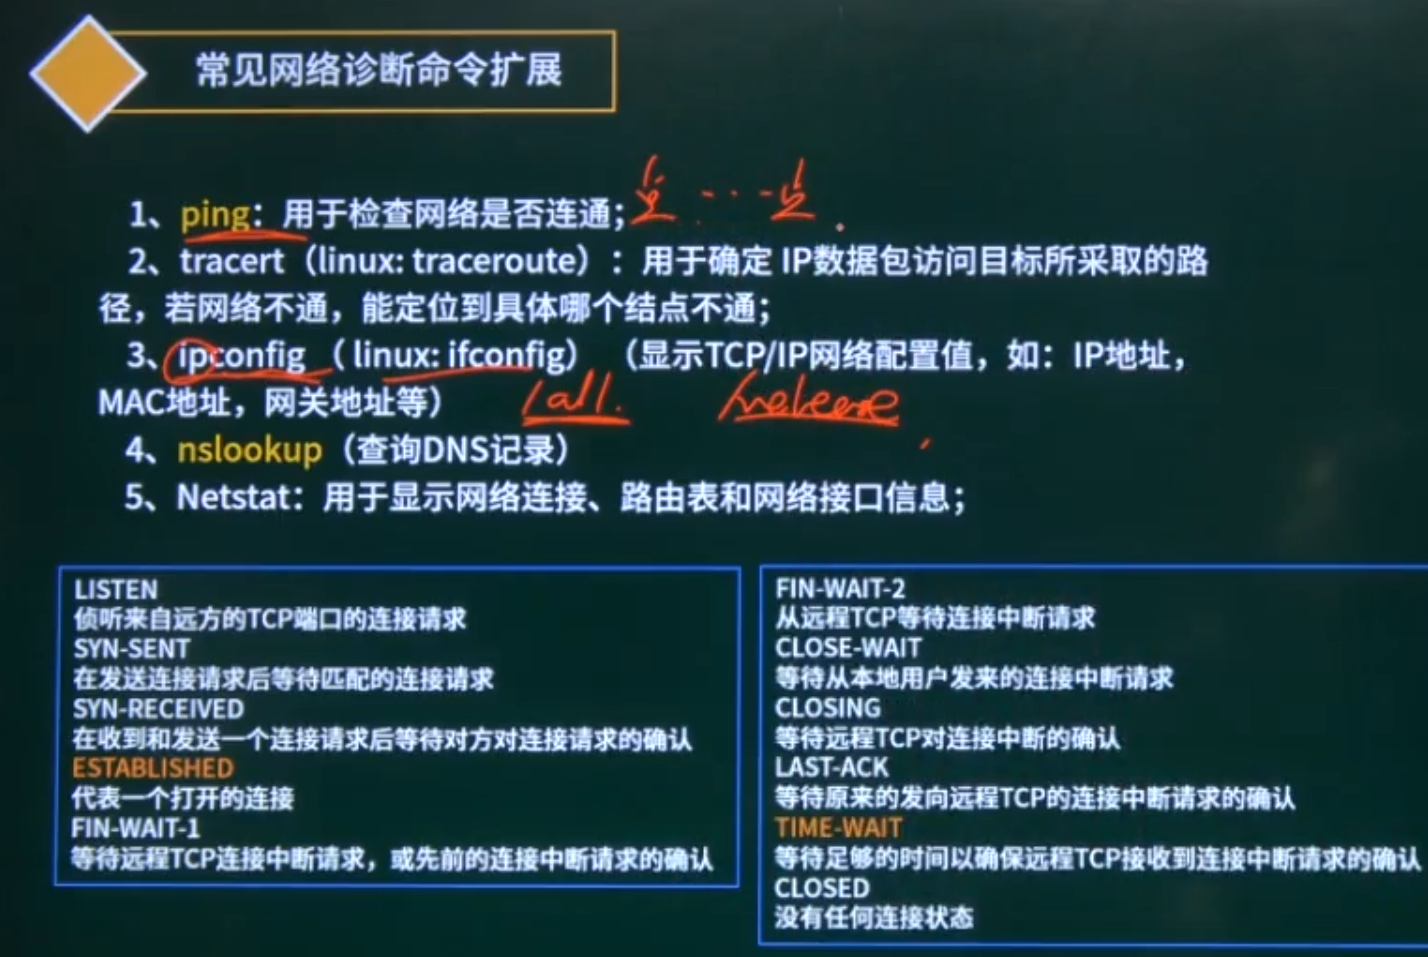 常见网络诊断命令扩展
1、ping：用于检查网络是否连通；
2、tracert（linux: traceroute）：用于确定 IP数据包访问目标所采取的路
径，若网络不通，能定位到具体哪个结点不通；
3、ipconfig（linux: ifconfig）（显示TCP/IP网络配置值，如：IP地址，
MAC地址，网关地址等）
/all.
4、nslookup（查询DNS记录）
5、Netstat：用于显示网络连接、路由表和网络接口信息；
LISTEN
侦听来自远方的TCP端口的连接请求
SYN-SENT
在发送连接请求后等待匹配的连接请求
SYN-RECEIVED
在收到和发送一个连接请求后等待对方对连接请求的确认
ESTABLISHED
代表一个打开的连接
FIN-WAIT-1
等待远程TCP连接中断请求，或先前的连接中断请求的确认
FIN-WAIT-2
从远程TCP等待连接中断请求
CLOSE-WAIT
等待从本地用户发来的连接中断请求
CLOSING
等待远程TCP对连接中断的确认
LAST-ACK
等待原来的发向远程TCP的连接中断请求的确认
TIME-WAIT
等待足够的时间以确保远程TCP接收到连接中断请求的确认
CLOSED
没有任何连接状态